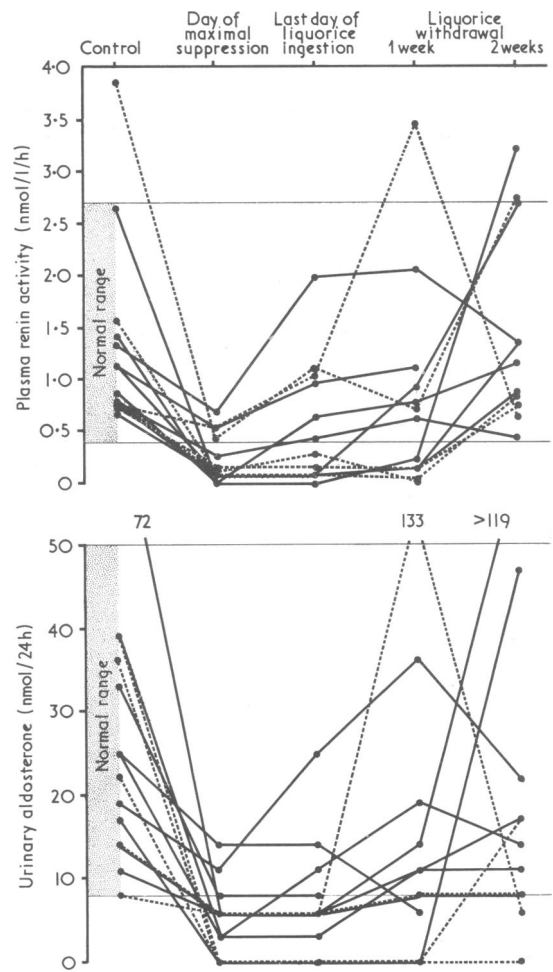 Control
Day of
maximal
suppression
Last day of
liquorice
ingestion
Liquorice
withdrawal
1 week 2 weeks
Plasma renin activity (nmol/l/h)
4·0
3·5
3·0
2·5
2·0
1·5
1·0
0·5
0
Normal range
Urinary aldosterone (nmol/24h)
72 133 >119
50
40
30
20
10
0
Normal range